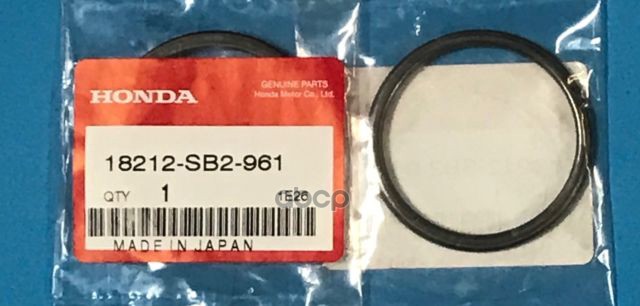 HONDA
GENUINE PARTS
Honda Motor Co., Ltd.
18212-SB2-961
QTY 1 1E26
MADE IN JAPAN